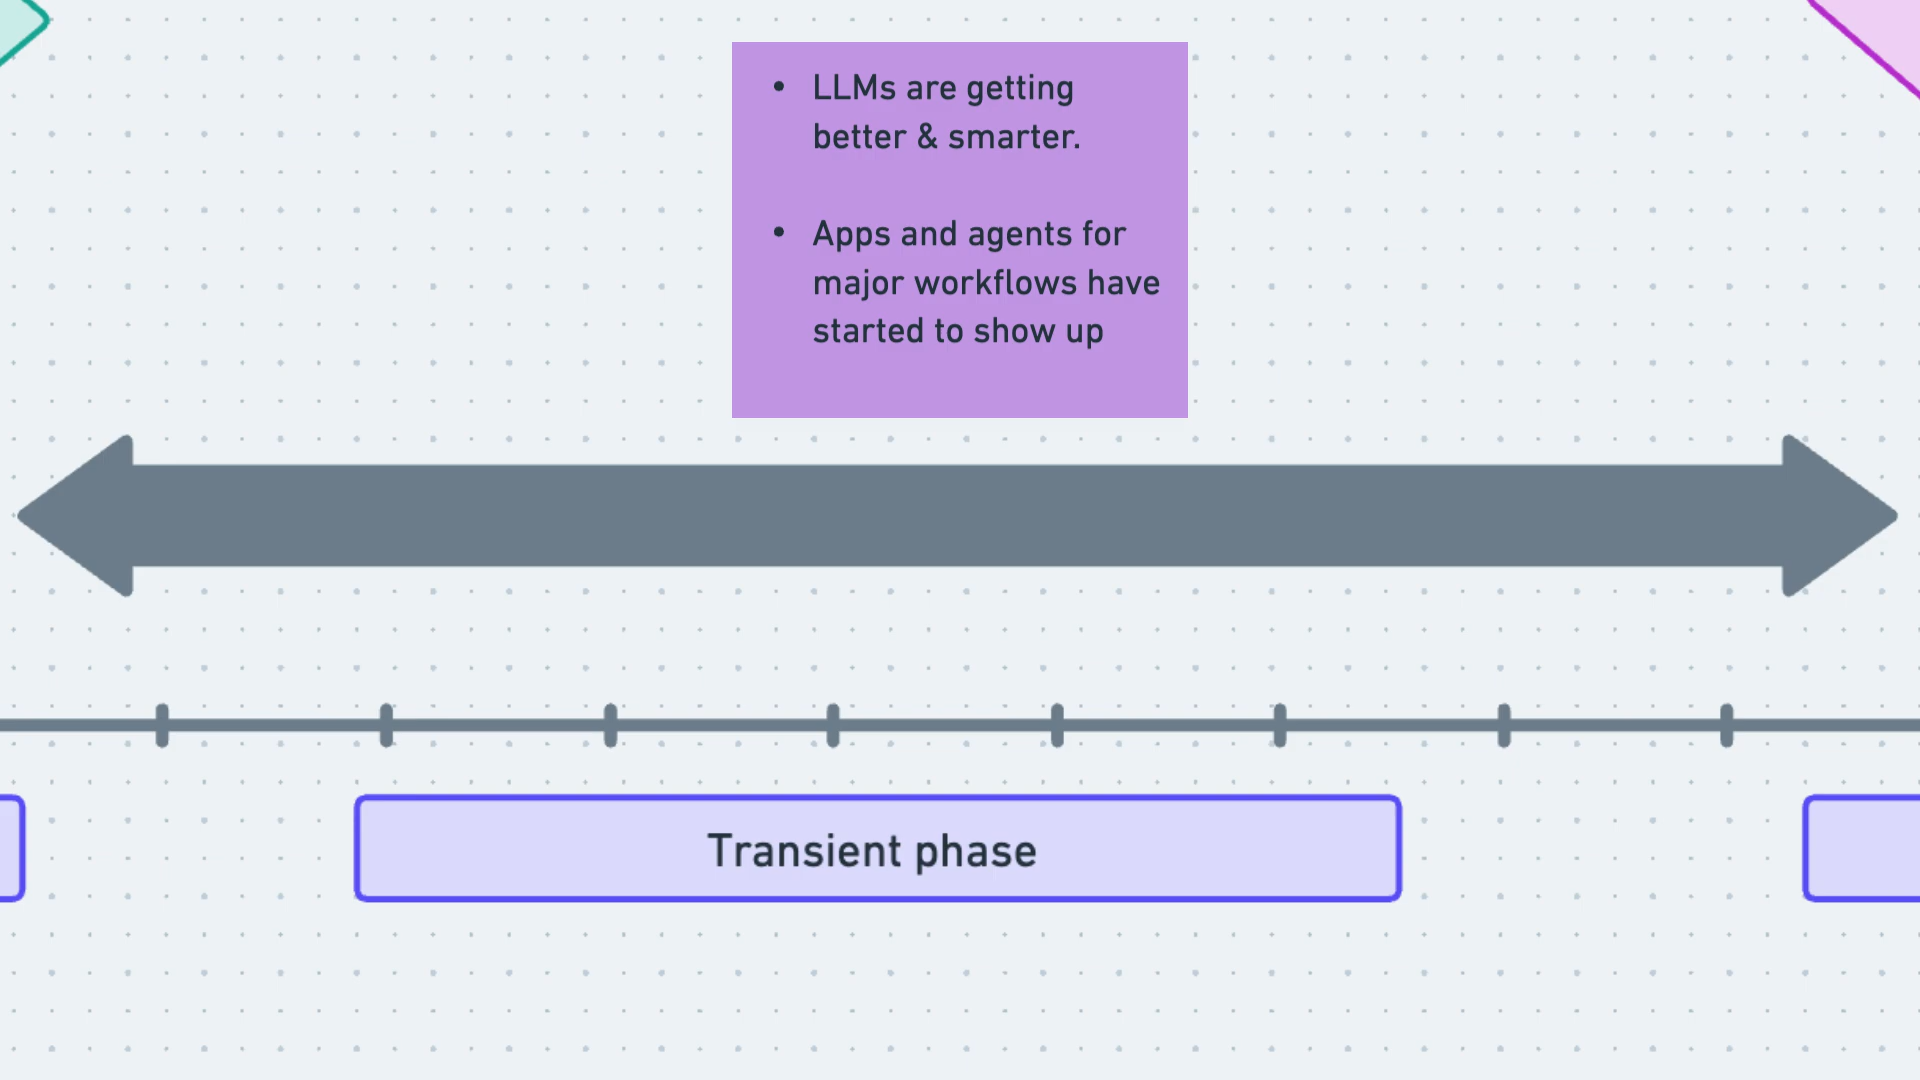 • LLMs are getting
better & smarter.
• Apps and agents for
major workflows have
started to show up
Transient phase